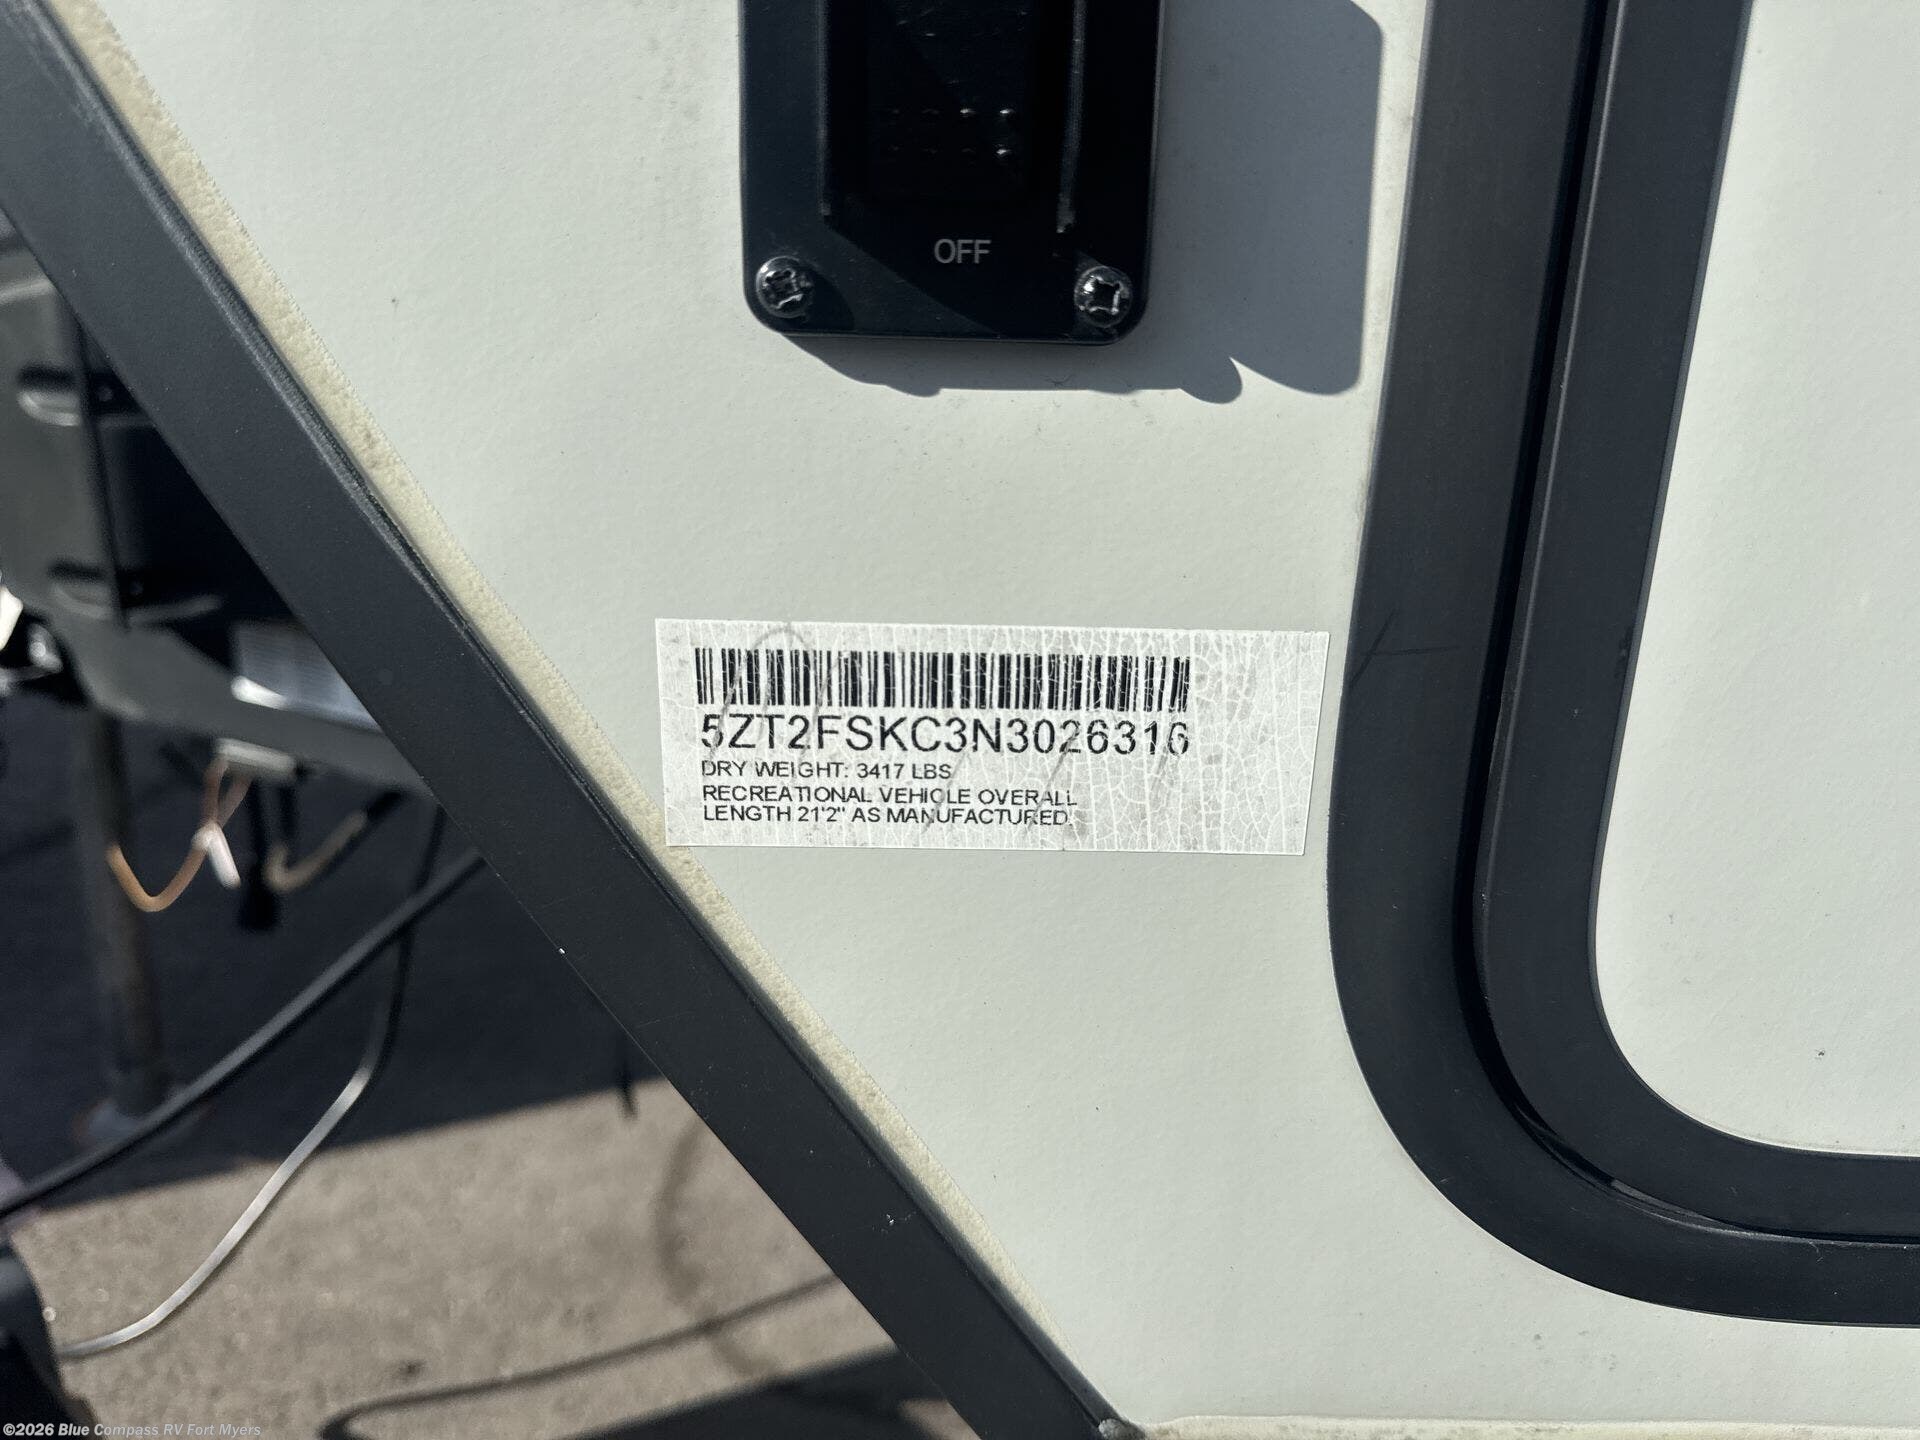 OFF
5ZT2FSKC3N3026316
DRY WEIGHT: 3417 LBS
RECREATIONAL VEHICLE OVERALL
LENGTH 21'2" AS MANUFACTURED.
©2026 Blue Compass RV Fort Myers